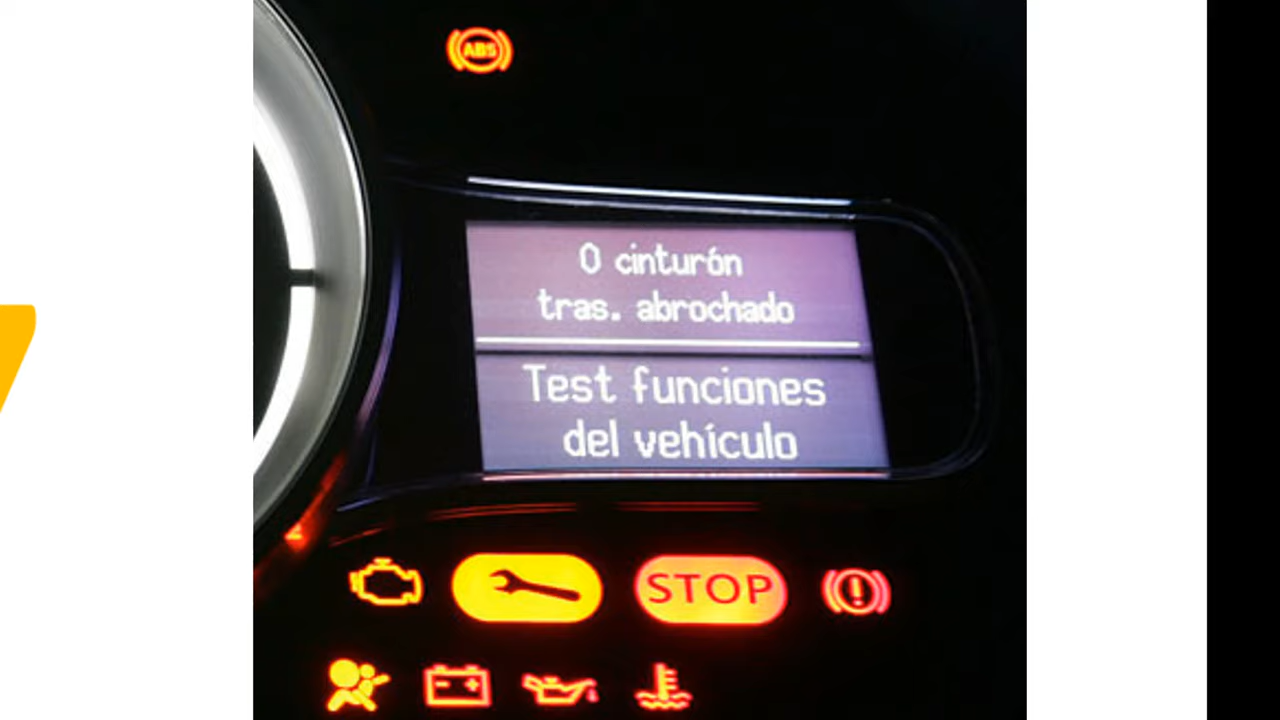 ABS
0 cinturón
tras. abrochado
Test funciones
del vehículo
STOP